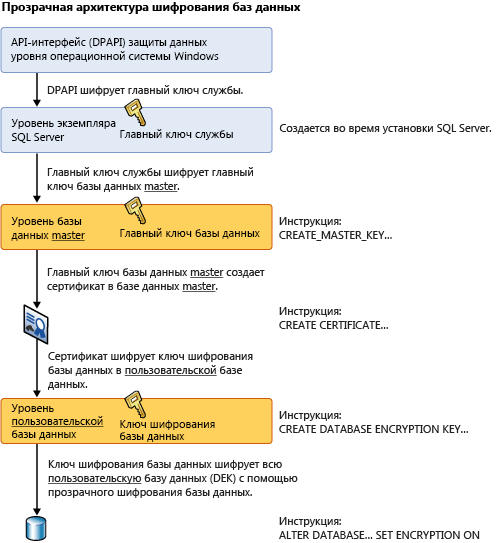 Прозрачная архитектура шифрования баз данных
API-интерфейс (DPAPI) защиты данных
уровня операционной системы Windows
DPAPI шифрует главный ключ службы.
Уровень экземпляра
SQL Server
Главный ключ службы
Создается во время установки SQL Server.
Главный ключ службы шифрует главный
ключ базы данных master.
Уровень базы
данных master
Главный ключ базы данных
Инструкция:
CREATE_MASTER_KEY...
Главный ключ базы данных master создает
сертификат в базе данных master.
Инструкция:
CREATE CERTIFICATE...
Сертификат шифрует ключ шифрования
базы данных в пользовательской базе
данных.
Уровень
пользовательской
базы данных
Ключ шифрования
базы данных
Инструкция:
CREATE DATABASE ENCRYPTION KEY...
Ключ шифрования базы данных шифрует всю
пользовательскую базу данных (DEK) с помощью
прозрачного шифрования базы данных.
Инструкция:
ALTER DATABASE... SET ENCRYPTION ON